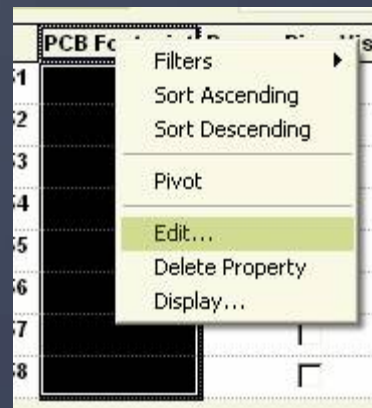 PCB Fo
Filters
Sort Ascending
Sort Descending
Pivot
Edit...
Delete Property
Display...